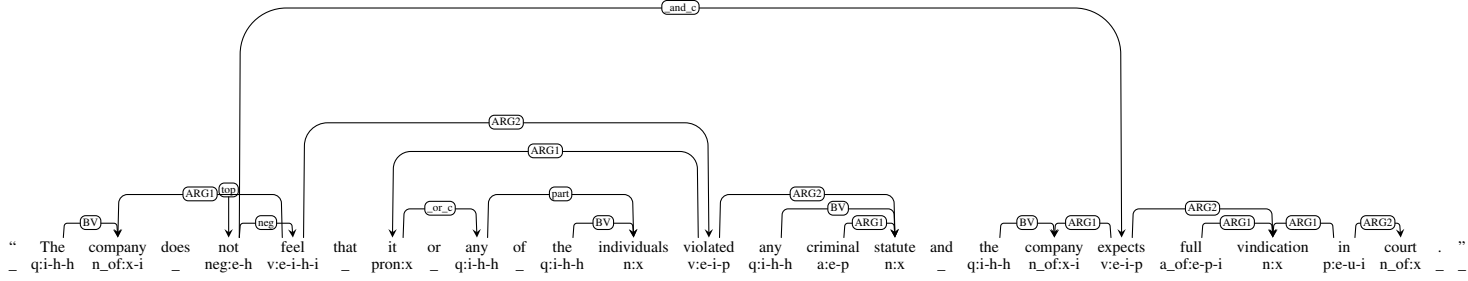 _and_c
ARG2
ARG1
ARG1 top part ARG2 ARG2
_or_c BV
BV neg BV ARG1 BV ARG1 ARG1 ARG1 ARG2
“ The company does not feel that it or any of the individuals violated any criminal statute and the company expects full vindication in court . ”
_ q:i-h-h n_of:x-i _ neg:e-h v:e-i-h-i _ pron:x _ q:i-h-h _ q:i-h-h n:x v:e-i-p q:i-h-h a:e-p n:x _ q:i-h-h n_of:x-i v:e-i-p a_of:e-p-i n:x p:e-u-i n_of:x _ _